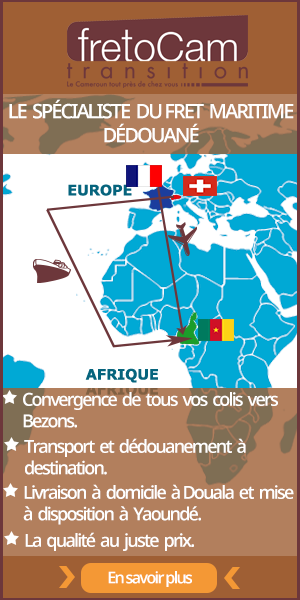 fretoCam
transition
Le Cameroun tout près de chez vous
LE SPÉCIALISTE DU FRET MARITIME
DÉDOUANÉ
EUROPE
AFRIQUE
AFRIQUE
Convergence de tous vos colis vers
Bezons.
Transport et dédouanement à
destination.
Livraison à domicile à Douala et mise
à disposition à Yaoundé.
La qualité au juste prix.
En savoir plus